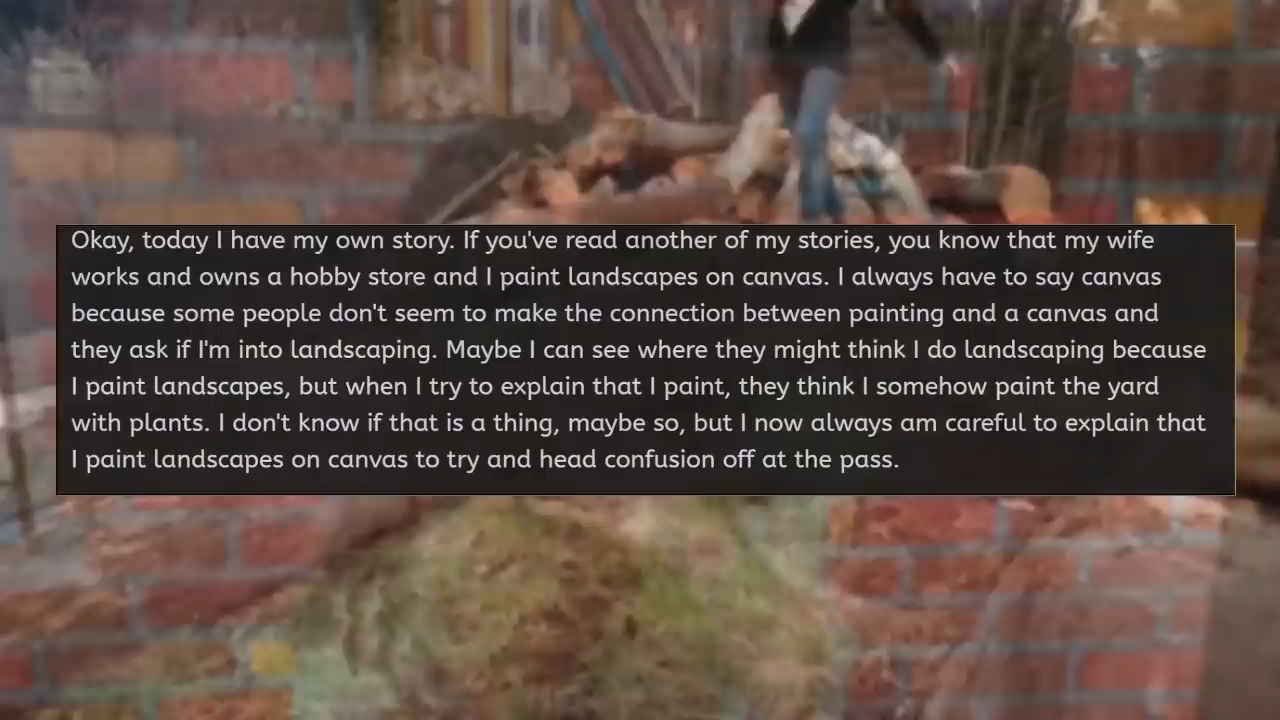 Okay, today I have my own story. If you've read another of my stories, you know that my wife
works and owns a hobby store and I paint landscapes on canvas. I always have to say canvas
because some people don't seem to make the connection between painting and a canvas and
they ask if I'm into landscaping. Maybe I can see where they might think I do landscaping because
I paint landscapes, but when I try to explain that I paint, they think I somehow paint the yard
with plants. I don't know if that is a thing, maybe so, but I now always am careful to explain that
I paint landscapes on canvas to try and head confusion off at the pass.